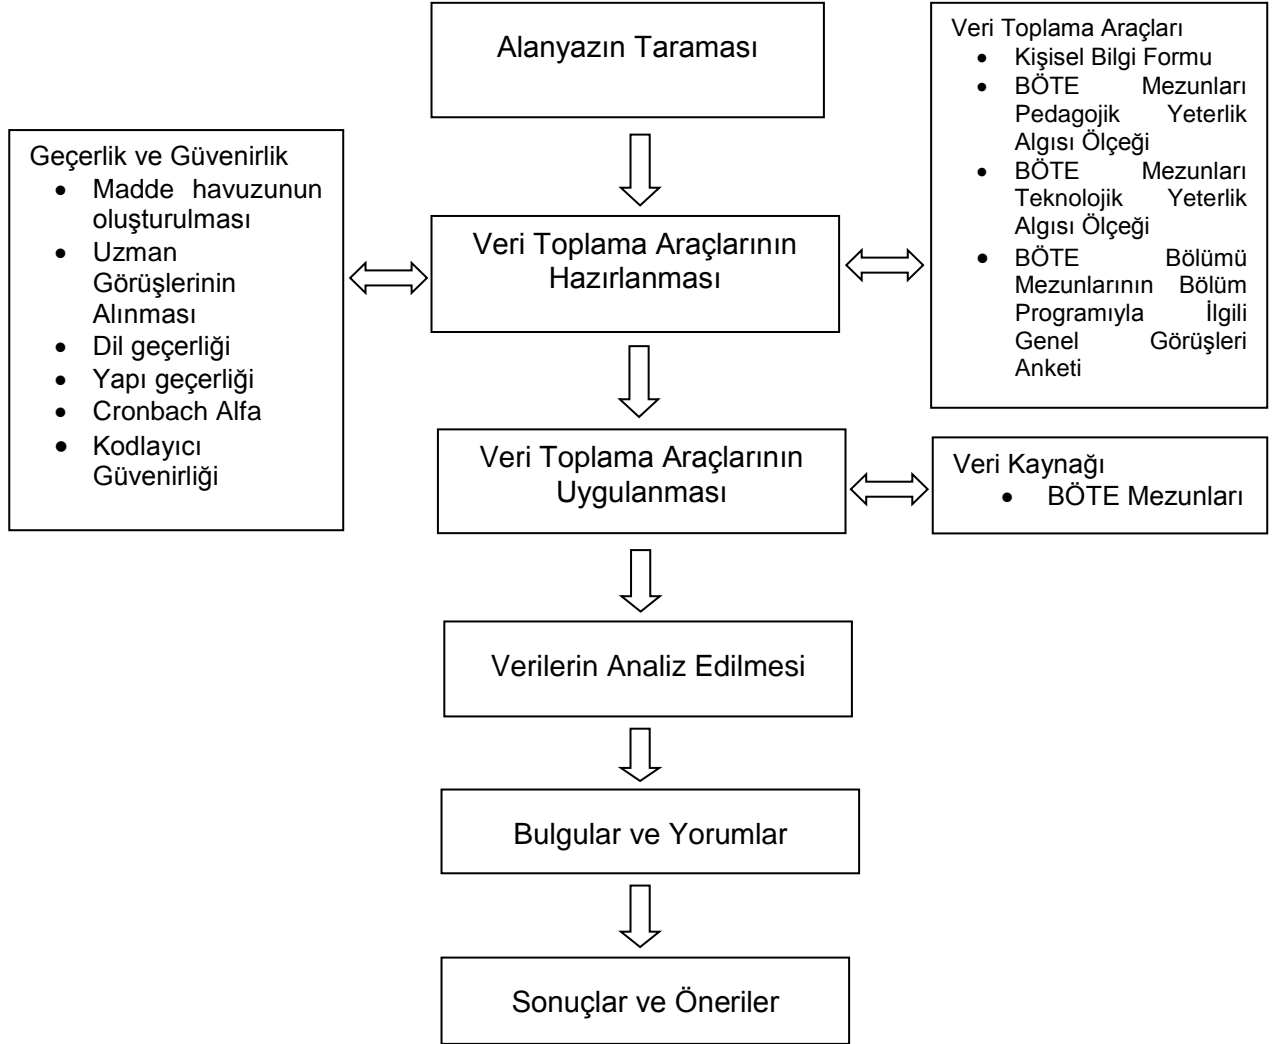 Alanyazın Taraması
Veri Toplama Araçları
• Kişisel Bilgi Formu
• BÖTE Mezunları
Pedagojik Yeterlik
Algısı Ölçeği
• BÖTE Mezunları
Teknolojik Yeterlik
Algısı Ölçeği
• BÖTE Bölümü
Mezunlarının Bölüm
Programıyla İlgili
Genel Görüşleri
Anketi
Geçerlik ve Güvenirlik
• Madde havuzunun
oluşturulması
• Uzman
Görüşlerinin
Alınması
• Dil geçerliği
• Yapı geçerliği
• Cronbach Alfa
• Kodlayıcı
Güvenirliği
Veri Toplama Araçlarının
Hazırlanması
Veri Toplama Araçlarının
Uygulanması
Veri Kaynağı
• BÖTE Mezunları
Verilerin Analiz Edilmesi
Bulgular ve Yorumlar
Sonuçlar ve Öneriler